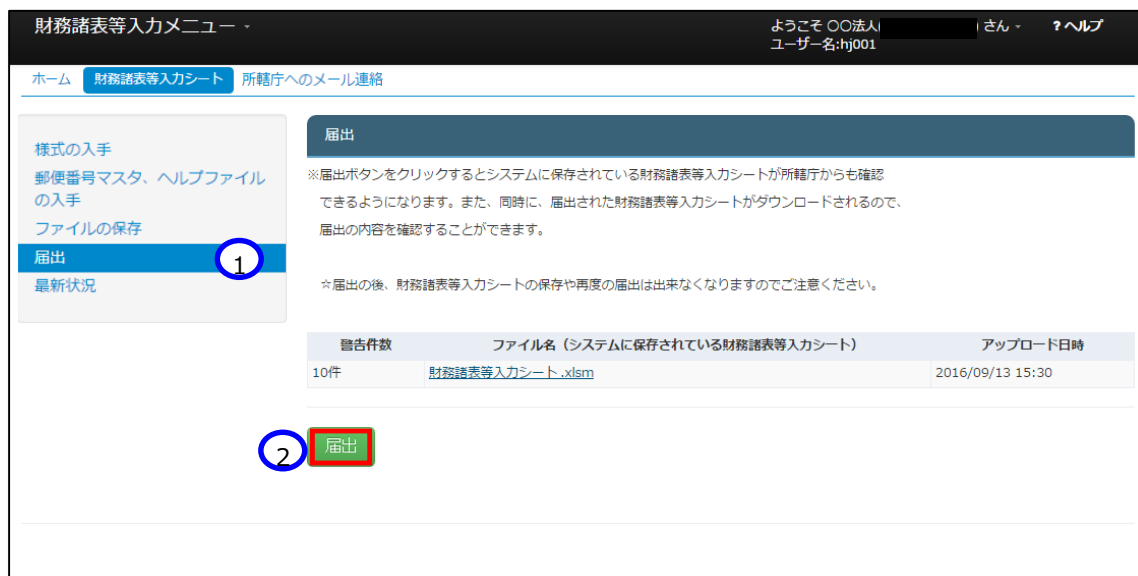 財務諸表等入力メニュー
ようこそ 〇〇法人( ) さん
?ヘルプ
ユーザー名:hj001
ホーム 財務諸表等入力シート 所轄庁へのメール連絡
様式の入手
郵便番号マスタ、ヘルプファイル
の入手
ファイルの保存
届出
1
最新状況
届出
※届出ボタンをクリックするとシステムに保存されている財務諸表等入力シートが所轄庁からも確認
できるようになります。また、同時に、届出された財務諸表等入力シートがダウンロードされるので、
届出の内容を確認することができます。
☆届出の後、財務諸表等入力シートの保存や再度の届出は出来なくなりますのでご注意ください。
警告件数 ファイル名（システムに保存されている財務諸表等入力シート） アップロード日時
10件 財務諸表等入力シート.xlsm 2016/09/13 15:30
2
届出